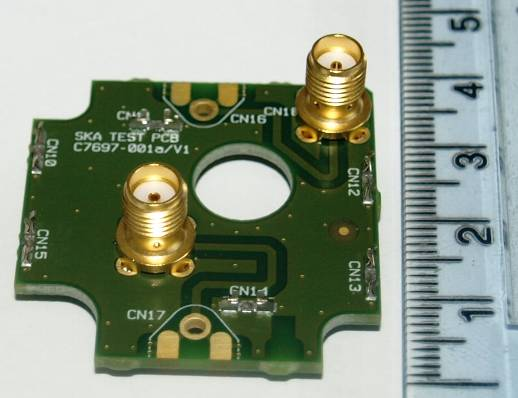 CN18
CN16
SKA TEST PCB
C7697-001a/V1
CN10
CN12
CN15
CN13
CN14
CN17
5
4
3
2
1